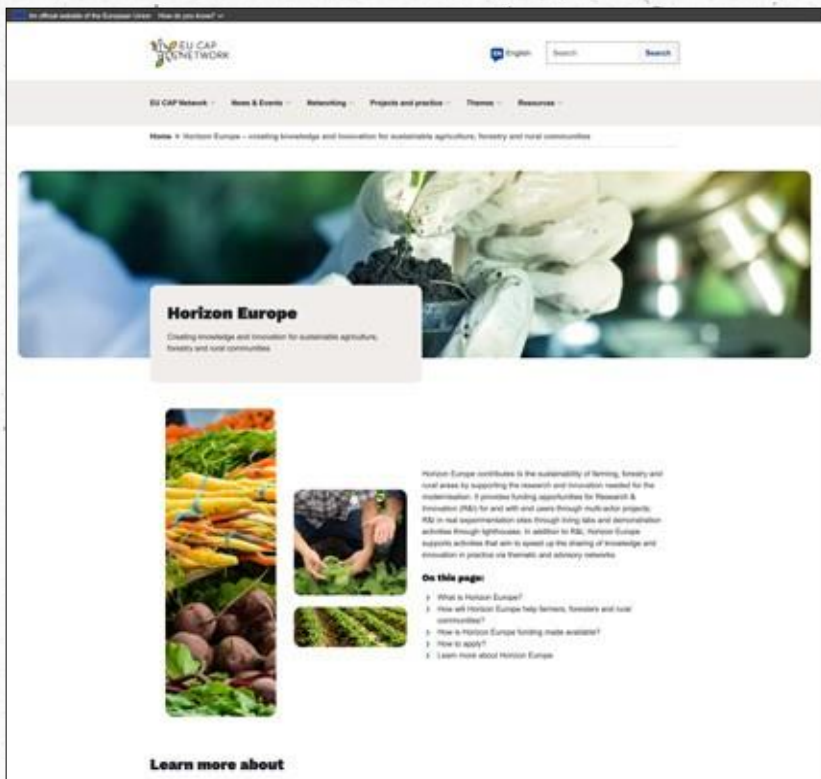 An official website of the European Union How do you know?
EU CAP
NETWORK
EN English
Search
Search
EU CAP Network
News & Events
Networking
Projects and practice
Themes
Resources
Home > Horizon Europe – creating knowledge and innovation for sustainable agriculture, forestry and rural communities
Horizon Europe
Creating knowledge and innovation for sustainable agriculture,
forestry and rural communities
Horizon Europe contributes to the sustainability of farming, forestry and
rural areas by supporting the research and innovation needed for the
modernisation. It provides funding opportunities for Research &
Innovation (R&I) for and with end users through multi-actor projects;
R&I in real experimentation sites through living labs and demonstration
activities through lighthouses. In addition to R&I, Horizon Europe
supports activities that aim to speed up the sharing of knowledge and
innovation in practice via thematic and advisory networks.
On this page:
What is Horizon Europe?
How will Horizon Europe help farmers, foresters and rural
communities?
How is Horizon Europe funding made available?
How to apply?
Learn more about Horizon Europe
Learn more about